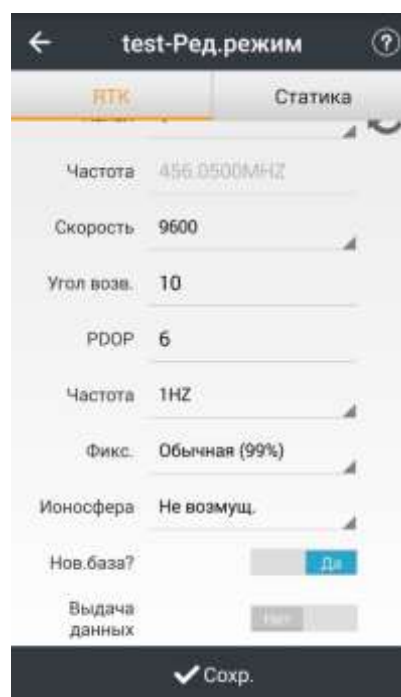 test-Ред.режим ?
RTK Статика
Частота 456.0500MHZ
Скорость 9600
Угол возв. 10
PDOP 6
Частота 1HZ
Фикс. Обычная (99%)
Ионосфера Не возмущ.
Нов.база? Да
Выдача
данных Нет
Сохр.